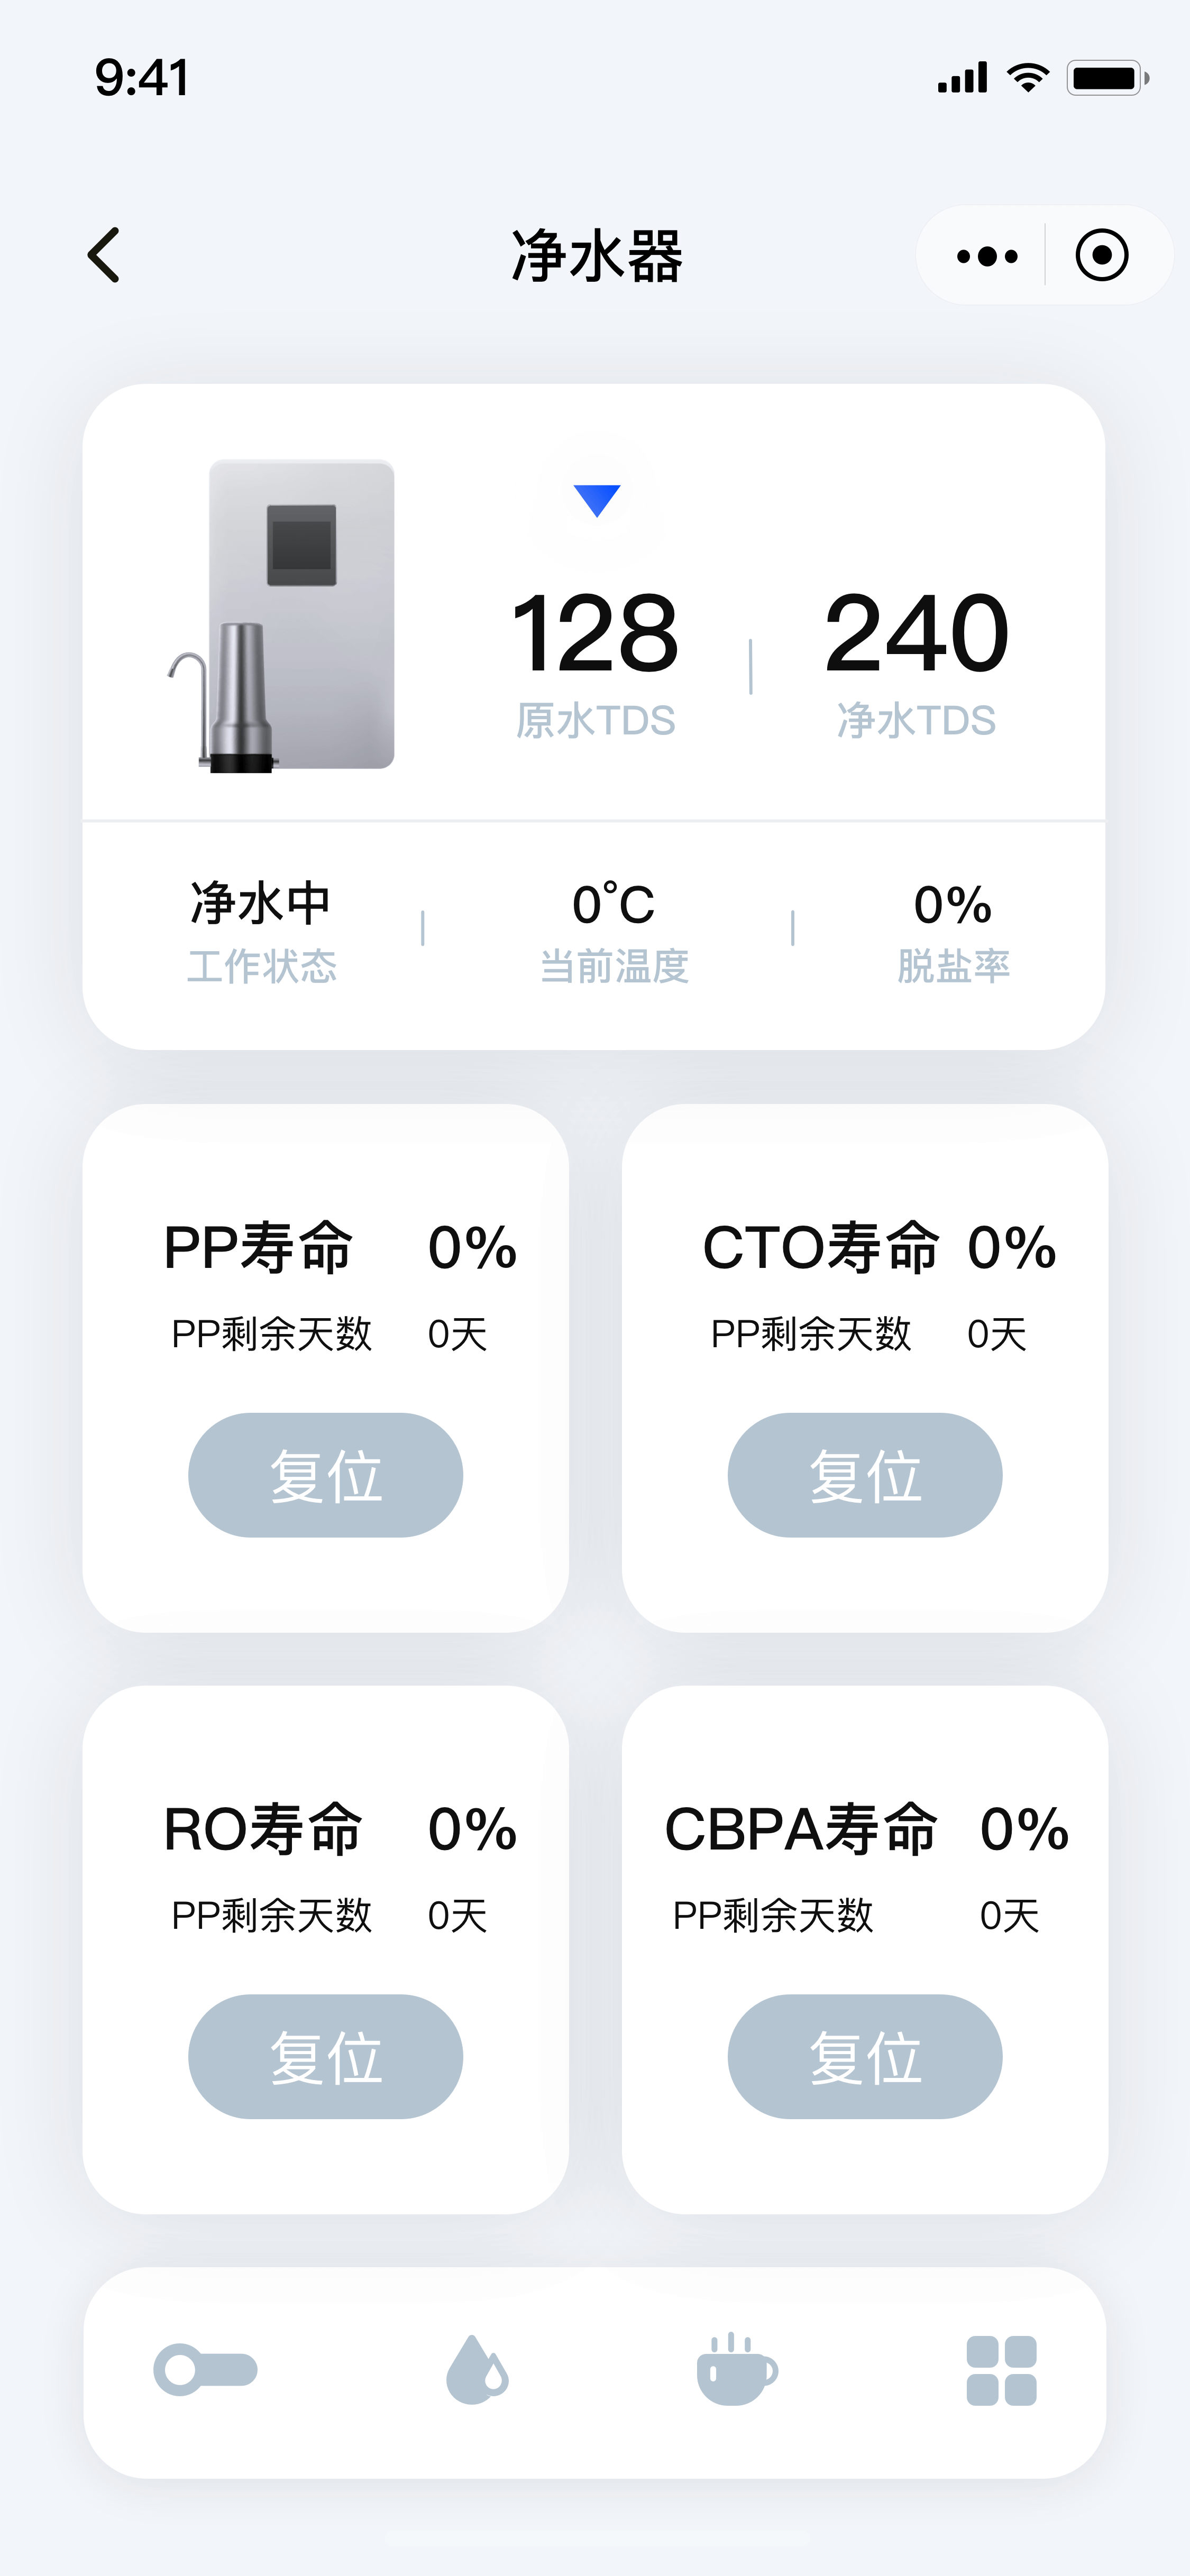 9:41
净水器
128 240
原水TDS 净水TDS
净水中 0°C 0%
工作状态 当前温度 脱盐率
PP寿命 0%
PP剩余天数 0天
复位
CTO寿命 0%
PP剩余天数 0天
复位
RO寿命 0%
PP剩余天数 0天
复位
CBPA寿命 0%
PP剩余天数 0天
复位